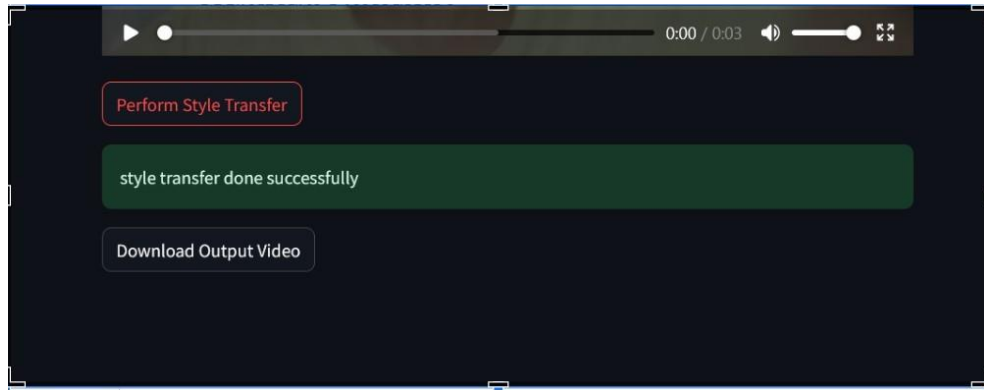 0:00 / 0:03
Perform Style Transfer
style transfer done successfully
Download Output Video